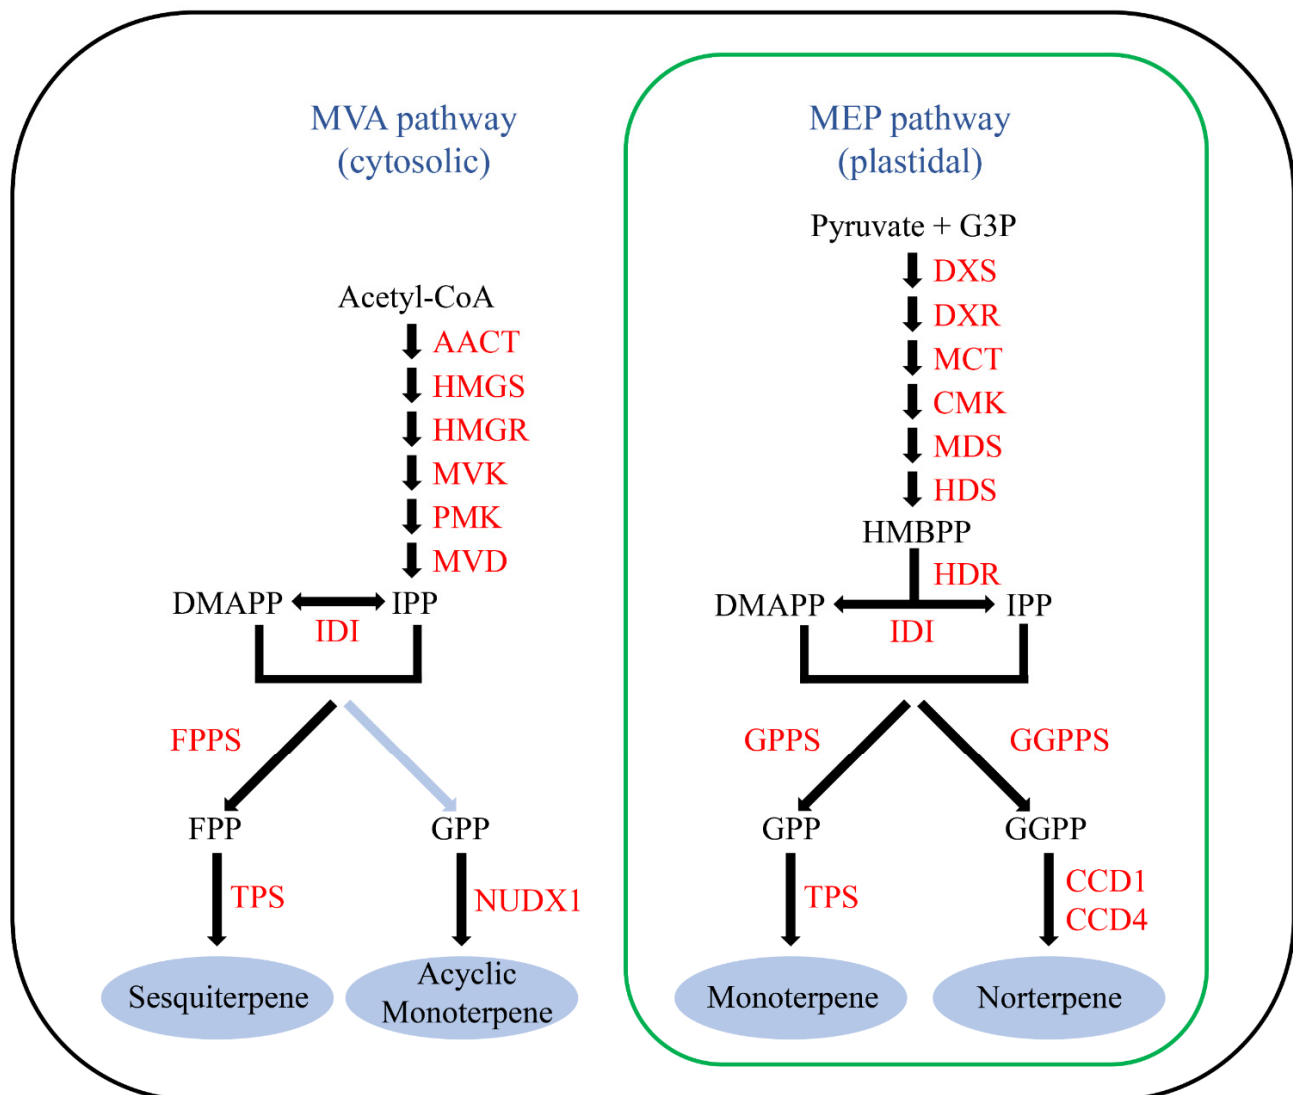 MVA pathway
(cytosolic)
Acetyl-CoA
AACT
HMGS
HMGR
MVK
PMK
MVD
DMAPP
IPP
IDI
FPPS
FPP
GPP
TPS
NUDX1
Sesquiterpene
Acyclic
Monoterpene
MEP pathway
(plastidal)
Pyruvate + G3P
DXS
DXR
MCT
CMK
MDS
HDS
HMBPP
HDR
DMAPP
IPP
IDI
GPPS
GGPPS
GPP
GGPP
TPS
CCD1
CCD4
Monoterpene
Norterpene